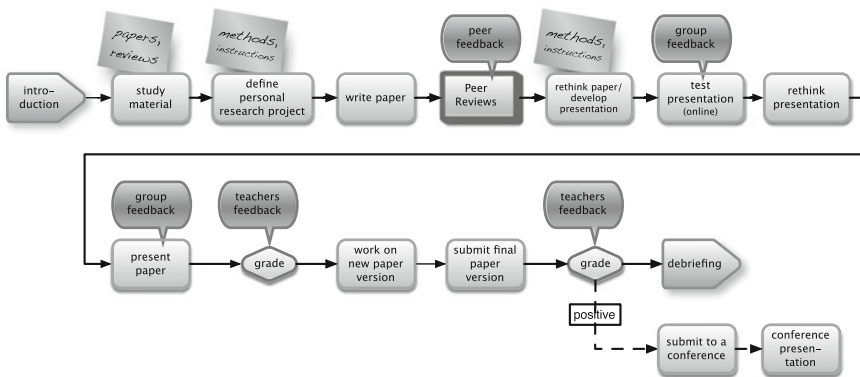 papers,
reviews
methods,
instructions
peer
feedback
methods,
instructions
group
feedback
intro-
duction
study
material
define
personal
research project
write paper
Peer
Reviews
rethink paper/
develop
presentation
test
presentation
(online)
rethink
presentation
group
feedback
teachers
feedback
teachers
feedback
present
paper
grade
work on
new paper
version
submit final
paper
version
grade
debriefing
positive
submit to a
conference
conference
presen-
tation